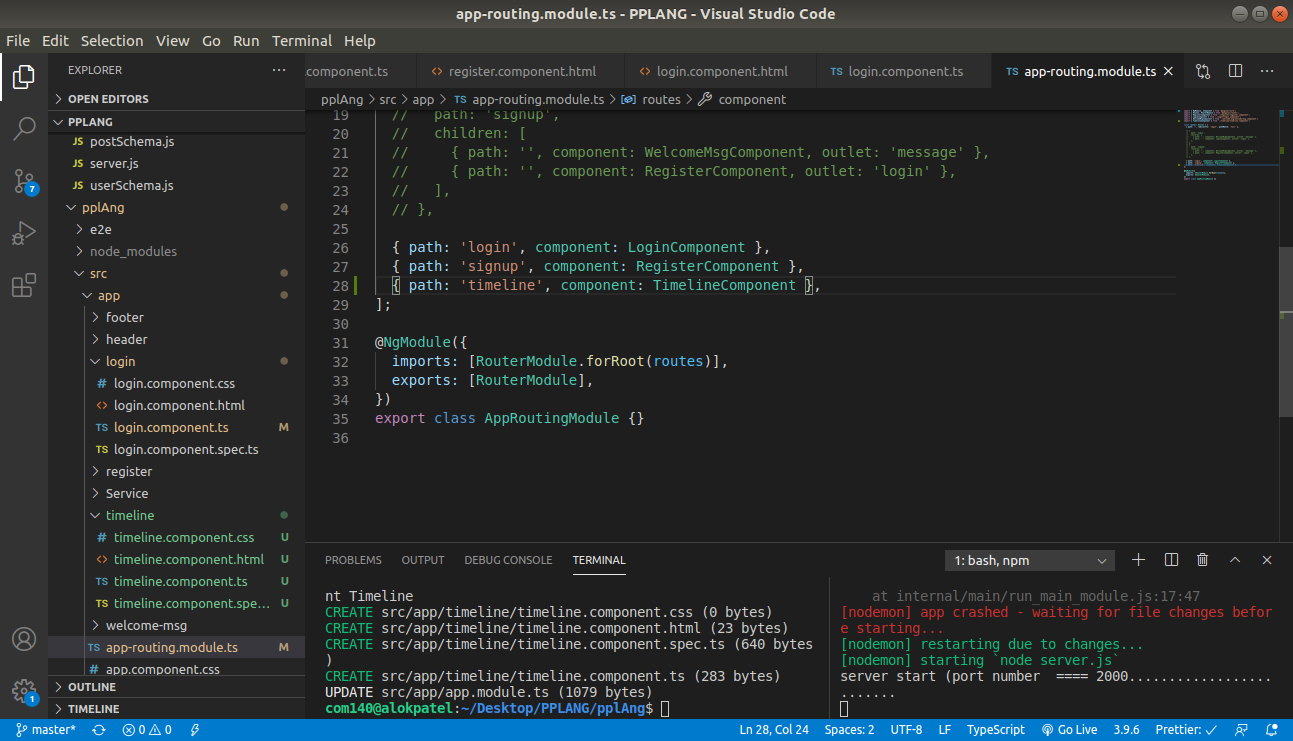 app-routing.module.ts - PPLANG - Visual Studio Code
File Edit Selection View Go Run Terminal Help
EXPLORER
OPEN EDITORS
PPLANG
JS postSchema.js
JS server.js
JS userSchema.js
pplAng
e2e
node_modules
src
app
footer
header
login
# login.component.css
<> login.component.html
TS login.component.ts M
TS login.component.spec.ts
register
Service
timeline
# timeline.component.css U
<> timeline.component.html U
TS timeline.component.ts U
TS timeline.component.spe... U
welcome-msg
TS app-routing.module.ts M
# app.component.css
OUTLINE
TIMELINE
7
1
component.ts <> register.component.html <> login.component.html TS login.component.ts TS app-routing.module.ts
pplAng > src > app > TS app-routing.module.ts > routes > component
19 //   path: 'signup',
20 //   children: [
21 //     { path: '', component: WelcomeMsgComponent, outlet: 'message' },
22 //     { path: '', component: RegisterComponent, outlet: 'login' },
23 //   ],
24 // },
25
26 { path: 'login', component: LoginComponent },
27 { path: 'signup', component: RegisterComponent },
28 { path: 'timeline', component: TimelineComponent },
29 ];
30
31 @NgModule({
32   imports: [RouterModule.forRoot(routes)],
33   exports: [RouterModule],
34 })
35 export class AppRoutingModule {}
36
PROBLEMS OUTPUT DEBUG CONSOLE TERMINAL 1: bash, npm
nt Timeline
CREATE src/app/timeline/timeline.component.css (0 bytes)
CREATE src/app/timeline/timeline.component.html (23 bytes)
CREATE src/app/timeline/timeline.component.spec.ts (640 bytes
)
CREATE src/app/timeline/timeline.component.ts (283 bytes)
UPDATE src/app/app.module.ts (1079 bytes)
com140@alokpatel:~/Desktop/PPLANG/pplAng$
at internal/main/run_main_module.js:17:47
[nodemon] app crashed - waiting for file changes befor
e starting...
[nodemon] restarting due to changes...
[nodemon] starting `node server.js`
server start (port number  ==== 2000.................
.......
master* 0 0 Ln 28, Col 24 Spaces: 2 UTF-8 LF TypeScript Go Live 3.9.6 Prettier: ✓